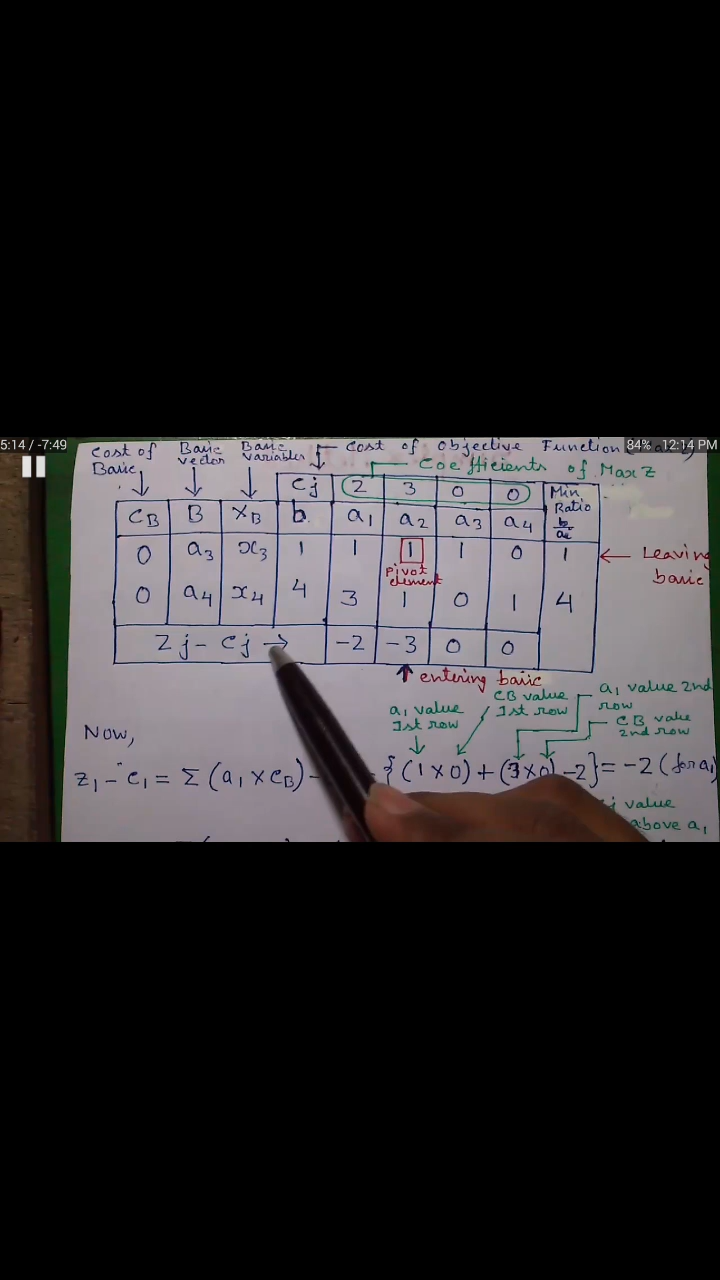 5:14 / -7:49
84% 12:14 PM
Cost of Basic
Basic vector
Basic variables
Cost of Objective Function
Coefficients of Max Z
Cj 2 3 0 0 Min Ratio
CB B XB b a1 a2 a3 a4 b
0 a3 x3 1 1 1 1 0 1 ← Leaving basic
Pivot element
0 a4 x4 4 3 1 0 1 4
Zj - Cj → -2 -3 0 0
↑ entering basic
a1 value 1st row
CB value 1st row
a1 value 2nd row
CB value 2nd row
Now,
Z1 - C1 = Σ (a1 × CB) - {(1 × 0) + (3 × 0) - 2} = -2 (for a1)
value above a1